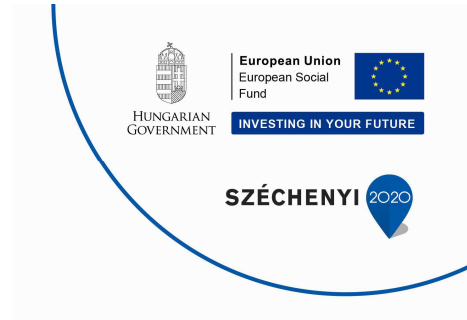 European Union
European Social
Fund
HUNGARIAN
GOVERNMENT
INVESTING IN YOUR FUTURE
SZÉCHENYI 2020